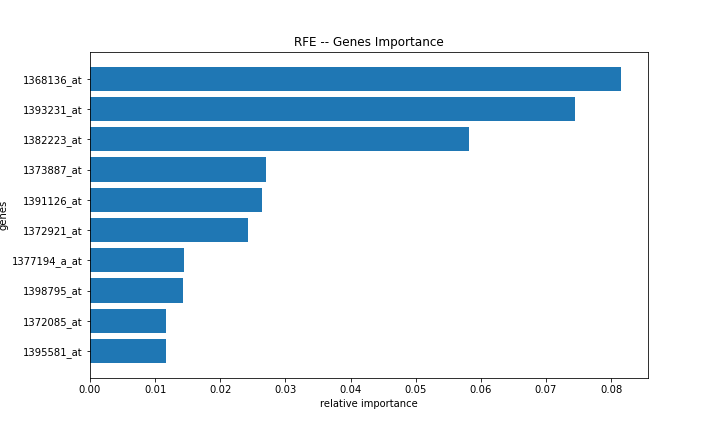 RFE -- Genes Importance
1368136_at
1393231_at
1382223_at
1373887_at
1391126_at
1372921_at
1377194_a_at
1398795_at
1372085_at
1395581_at
genes
0.00 0.01 0.02 0.03 0.04 0.05 0.06 0.07 0.08
relative importance